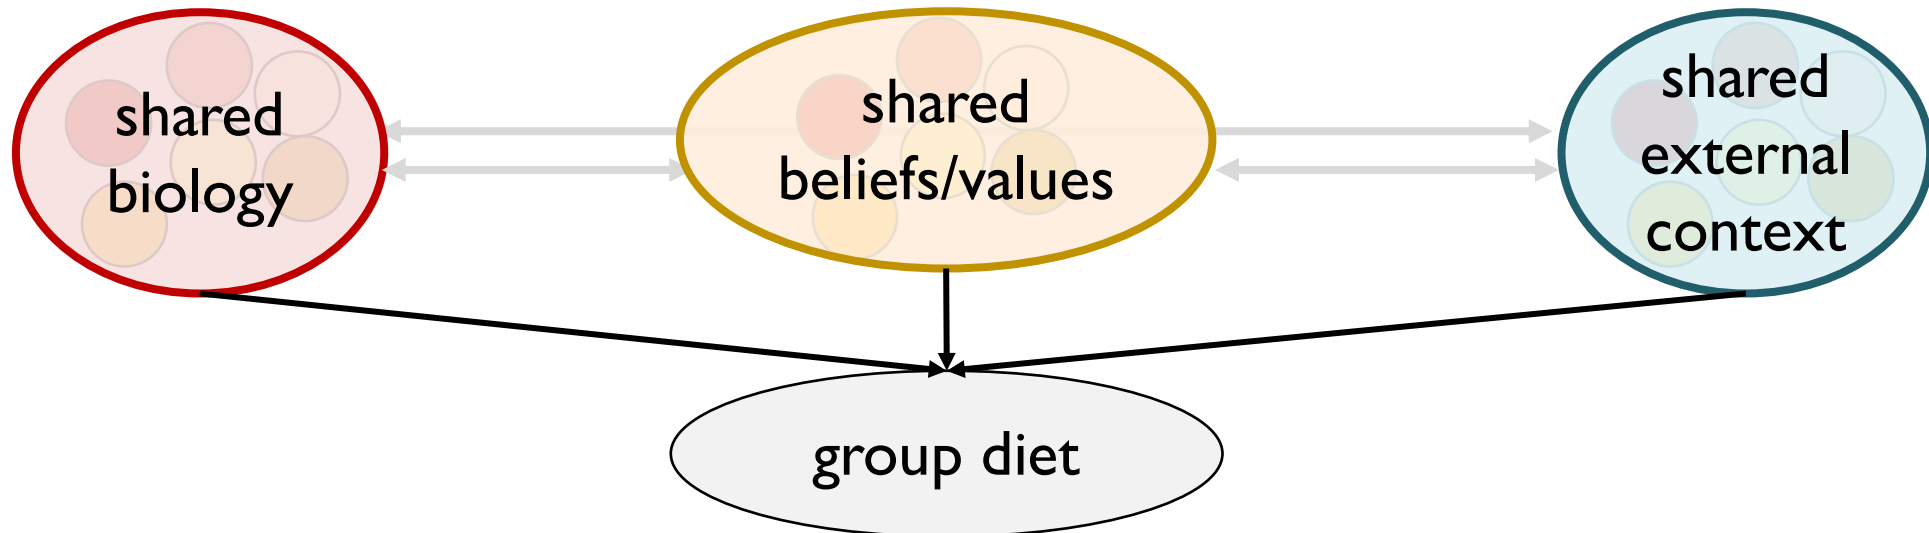 shared
biology
shared
beliefs/values
shared
external
context
group diet